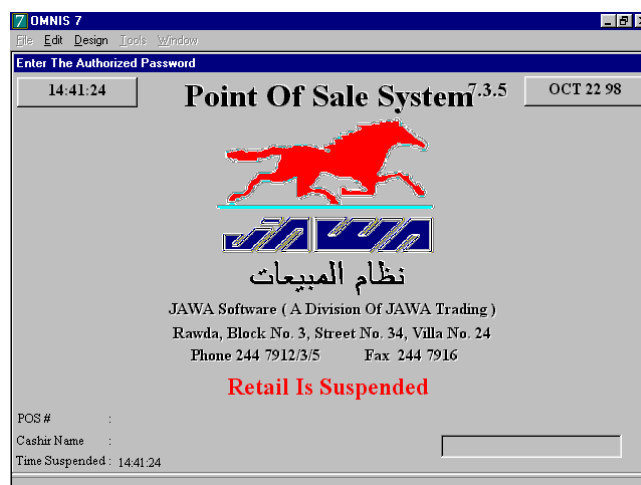 7 OMNIS 7
File Edit Design Tools Window
Enter The Authorized Password
14:41:24
Point Of Sale System 7.3.5
OCT 22 98
نظام المبيعات
JAWA Software ( A Division Of JAWA Trading )
Rawda, Block No. 3, Street No. 34, Villa No. 24
Phone 244 7912/3/5 Fax 244 7916
Retail Is Suspended
POS # :
Cashir Name :
Time Suspended : 14:41:24